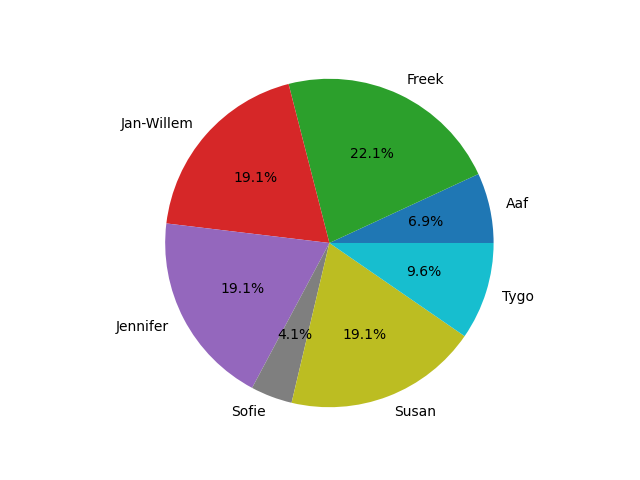 Freek
Jan-Willem
22.1%
19.1%
Aaf
6.9%
9.6%
19.1%
Tygo
Jennifer
4.1%
19.1%
Sofie
Susan